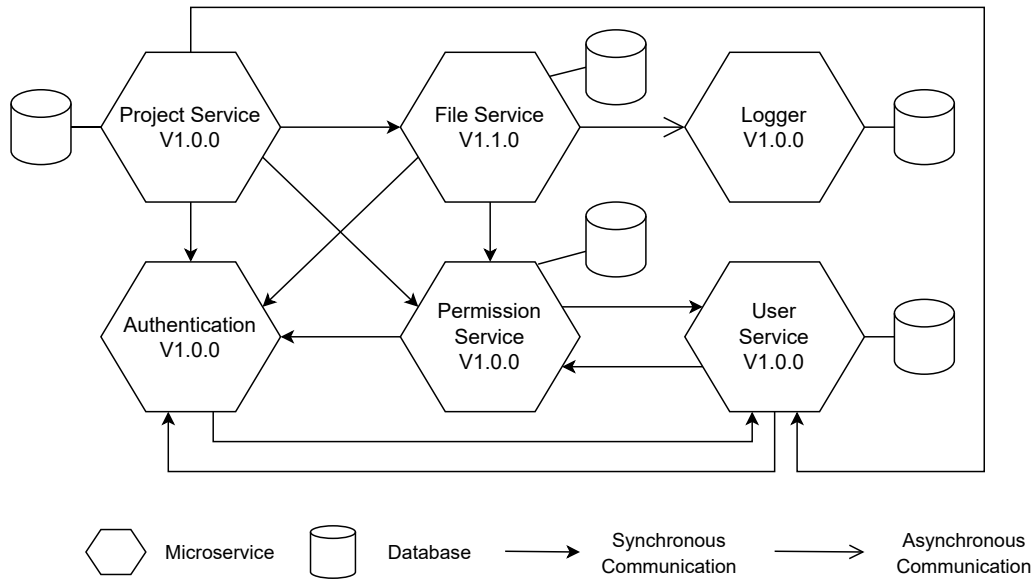 Project Service
V1.0.0
File Service
V1.1.0
Logger
V1.0.0
Authentication
V1.0.0
Permission
Service
V1.0.0
User
Service
V1.0.0
Microservice
Database
Synchronous
Communication
Asynchronous
Communication